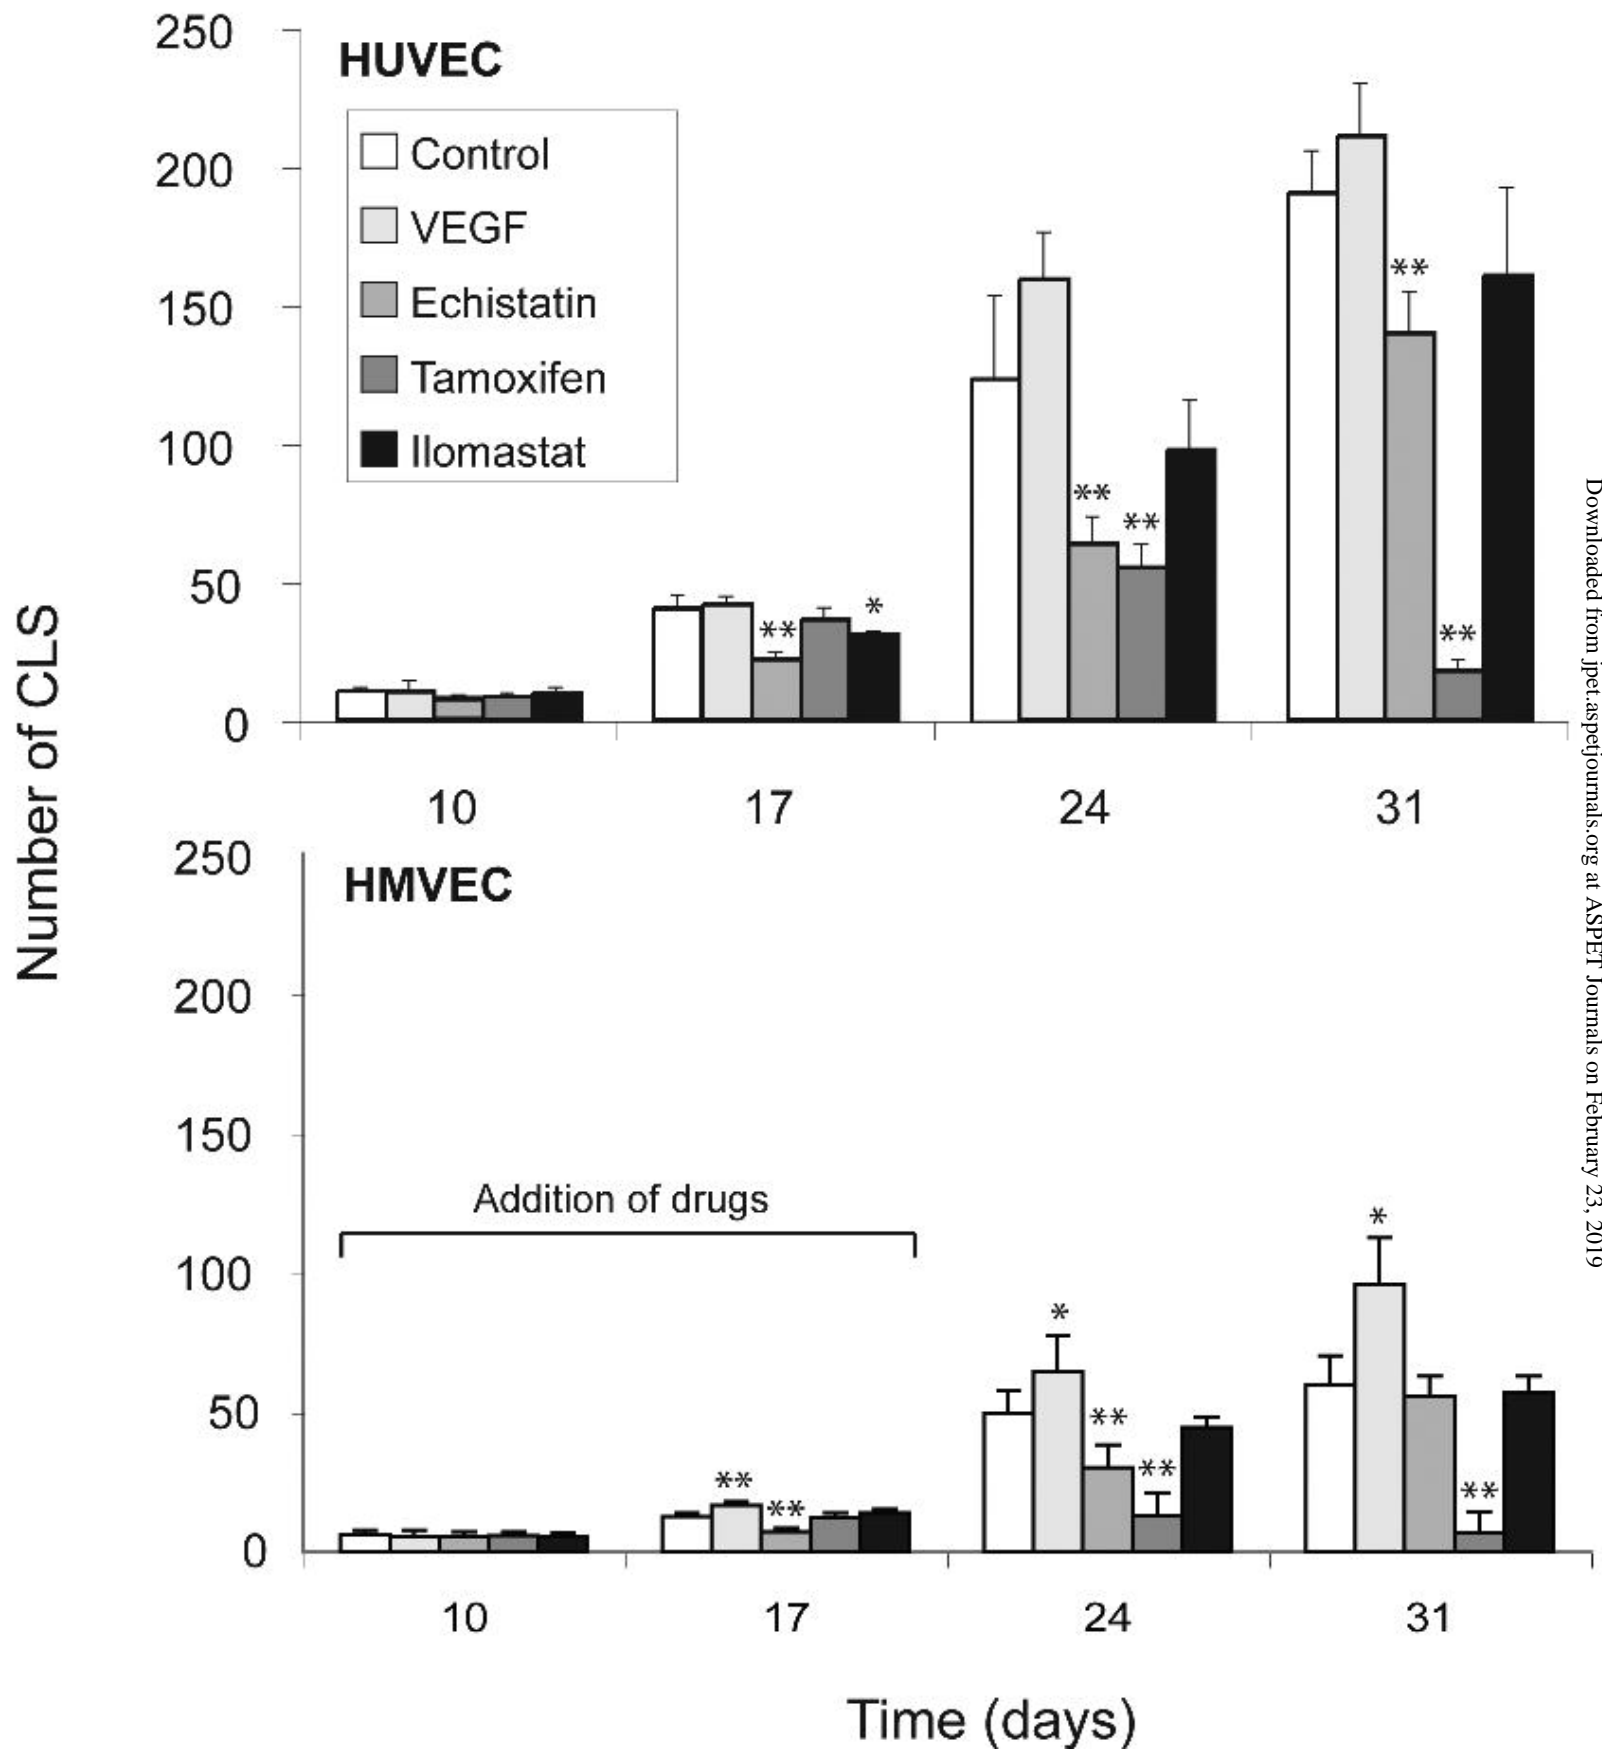 250
HUVEC
Control
200
VEGF
Echistatin
150
Tamoxifen
100
Ilomastat
** **
**
**
50
** *
0
10 17 24 31
Number of CLS
250
HMVEC
200
150
Addition of drugs
100
*
*
50
**
**
** **
**
0
10 17 24 31
Time (days)
Downloaded from jpet.aspetjournals.org at ASPET Journals on February 23, 2019